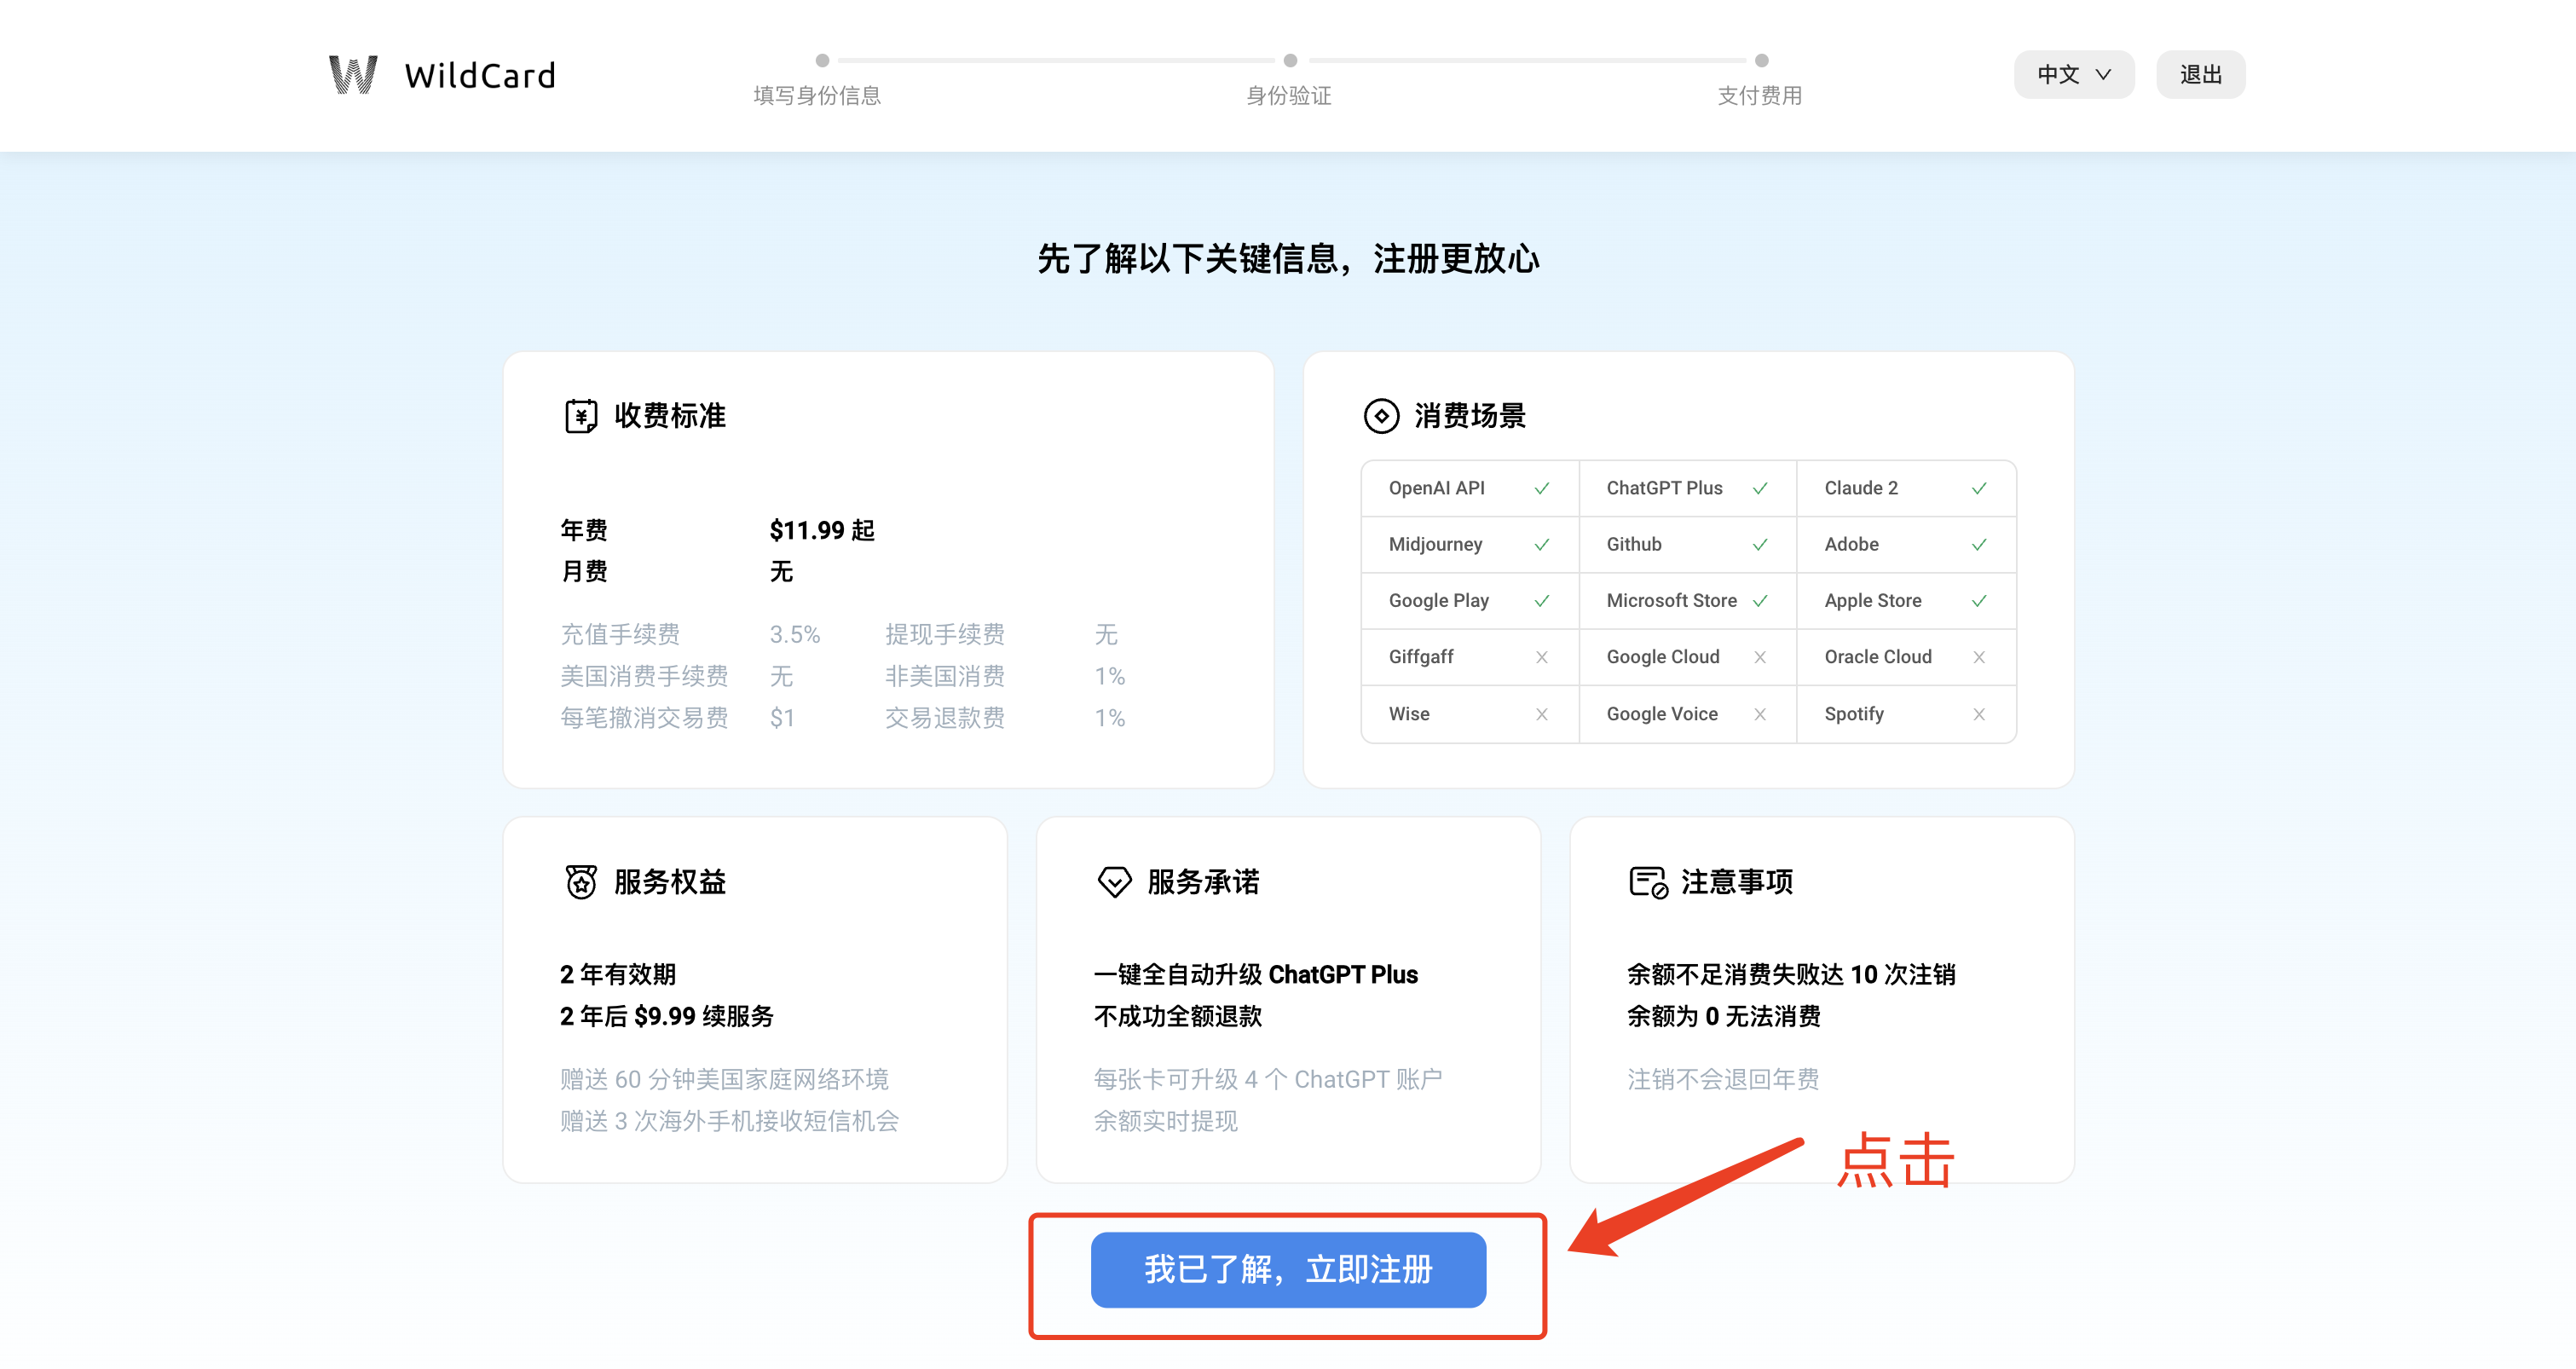 WildCard
填写身份信息
身份验证
支付费用
中文
退出
先了解以下关键信息，注册更放心
收费标准
年费 $11.99 起
月费 无
充值手续费 3.5% 提现手续费 无
美国消费手续费 无 非美国消费 1%
每笔撤消交易费 $1 交易退款费 1%
消费场景
OpenAI API ChatGPT Plus Claude 2
Midjourney Github Adobe
Google Play Microsoft Store Apple Store
Giffgaff Google Cloud Oracle Cloud
Wise Google Voice Spotify
服务权益
2 年有效期
2 年后 $9.99 续服务
赠送 60 分钟美国家庭网络环境
赠送 3 次海外手机接收短信机会
服务承诺
一键全自动升级 ChatGPT Plus
不成功全额退款
每张卡可升级 4 个 ChatGPT 账户
余额实时提现
注意事项
余额不足消费失败达 10 次注销
余额为 0 无法消费
注销不会退回年费
点击
我已了解，立即注册